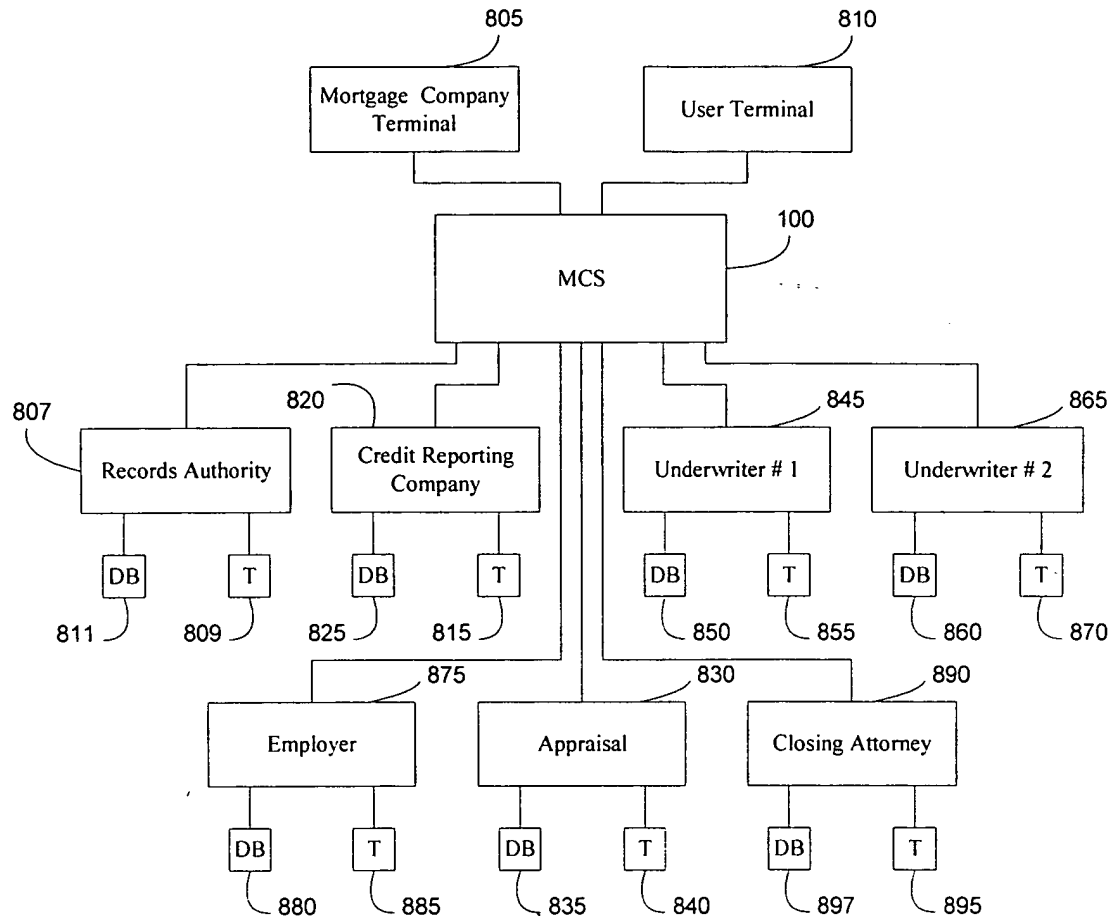 805
810
Mortgage Company
Terminal
User Terminal
100
MCS
807
820
845
865
Records Authority
Credit Reporting
Company
Underwriter # 1
Underwriter # 2
DB
T
DB
T
DB
T
DB
T
811
809
825
815
850
855
860
870
875
830
890
Employer
Appraisal
Closing Attorney
DB
T
DB
T
DB
T
880
885
835
840
897
895